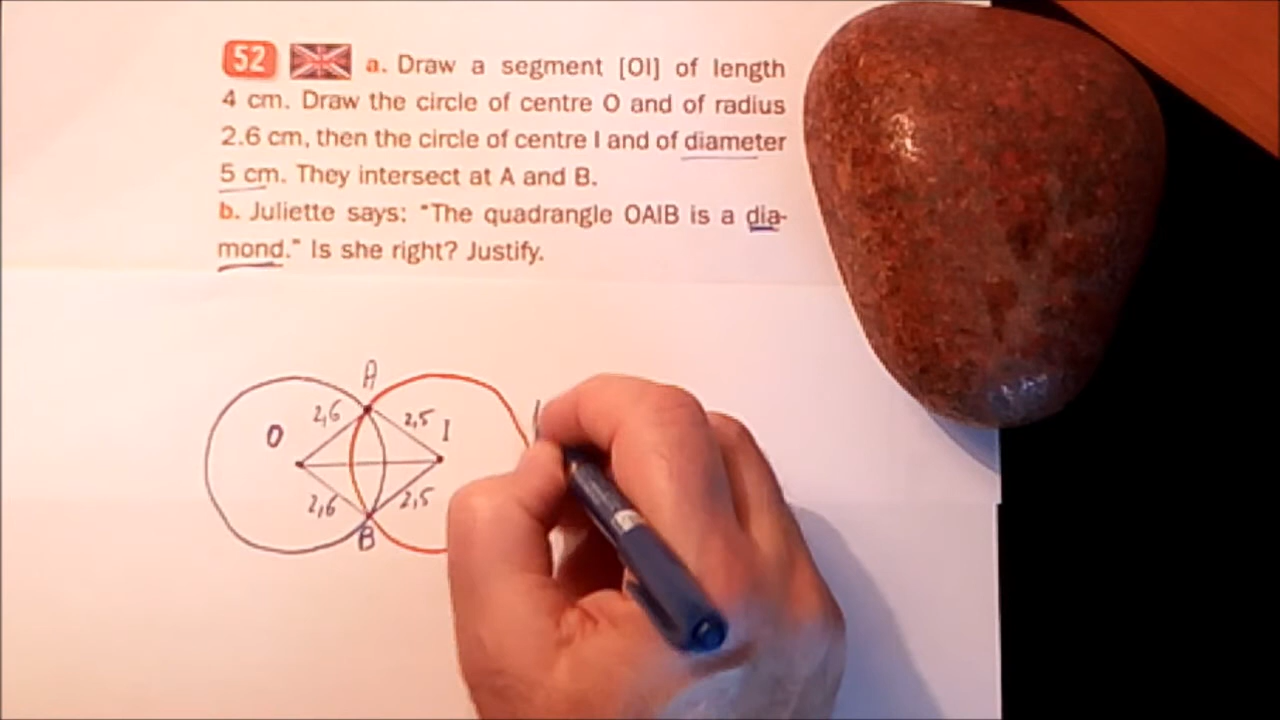 52 a. Draw a segment [OI] of length
4 cm. Draw the circle of centre O and of radius
2.6 cm, then the circle of centre I and of diameter
5 cm. They intersect at A and B.
b. Juliette says: "The quadrangle OAIB is a dia-
mond." Is she right? Justify.
A
2,6 2,5
O I
2,6 2,5
B